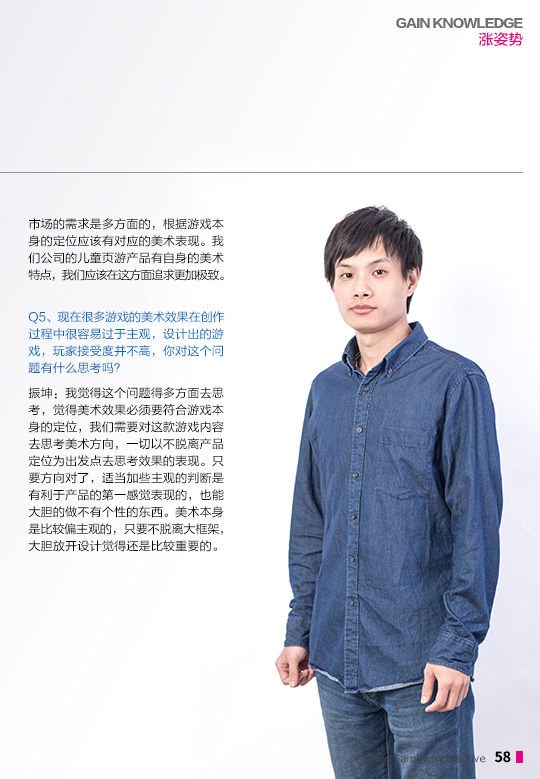 GAIN KNOWLEDGE
涨姿势
市场的需求是多方面的，根据游戏本
身的定位应该有对应的美术表现。我
们公司的儿童页游产品有自身的美术
特点，我们应该在这方面追求更加极致。
Q5、现在很多游戏的美术效果在创作
过程中很容易过于主观，设计出的游
戏，玩家接受度并不高，你对这个问
题有什么思考吗？
振坤：我觉得这个问题得多方面去思
考，觉得美术效果必须要符合游戏本
身的定位，我们需要对这款游戏内容
去思考美术方向，一切以不脱离产品
定位为出发点去思考效果的表现。只
要方向对了，适当加些主观的判断是
有利于产品的第一感觉表现的，也能
大胆的做不有个性的东西。美术本身
是比较偏主观的，只要不脱离大框架，
大胆放开设计觉得还是比较重要的。
58